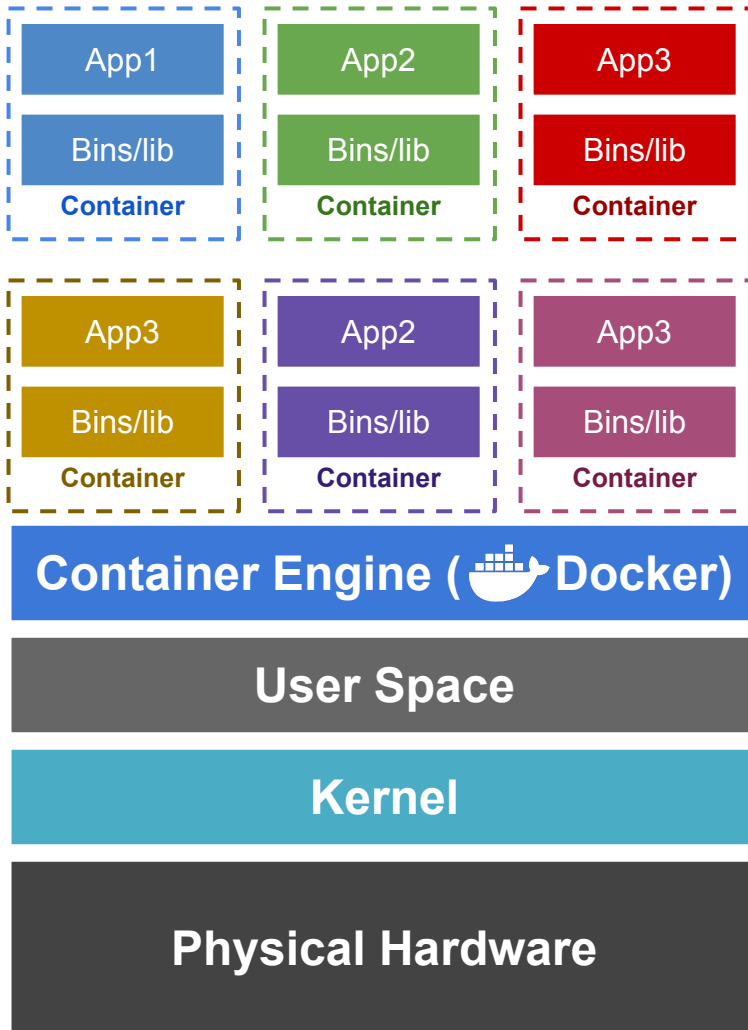 App1
App2
App3
Bins/lib
Bins/lib
Bins/lib
Container
Container
Container
App3
App2
App3
Bins/lib
Bins/lib
Bins/lib
Container
Container
Container
Container Engine ( Docker)
User Space
Kernel
Physical Hardware